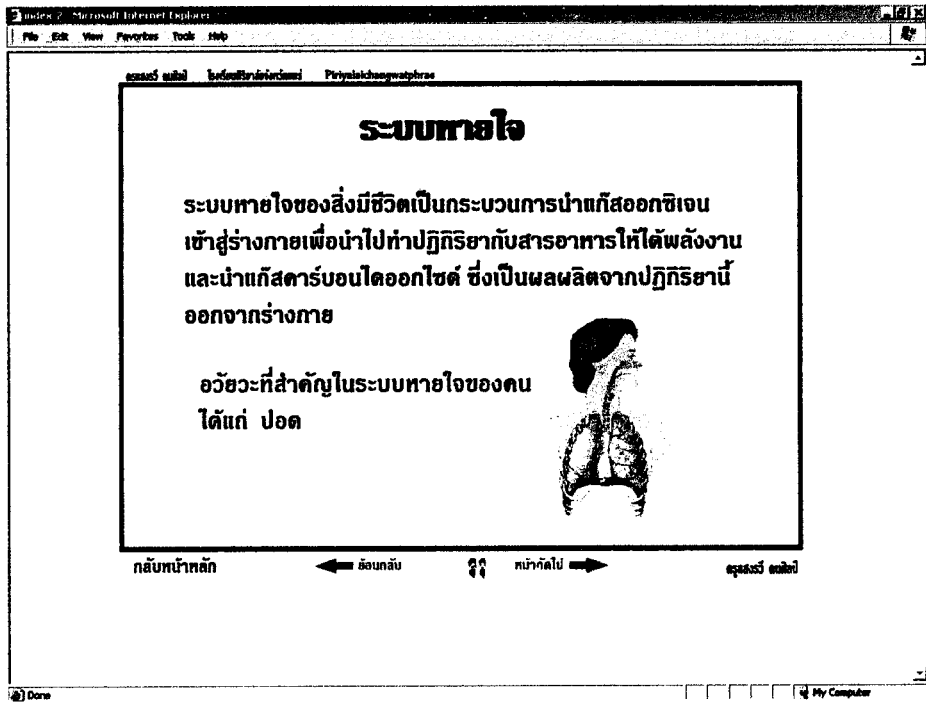 index 2 - Microsoft Internet Explorer
File Edit View Favorites Tools Help
Piriyalaichangwatphrae
ระบบหายใจ
ระบบหายใจของสิ่งมีชีวิตเป็นกระบวนการนำแก๊สออกซิเจน
เข้าสู่ร่างกายเพื่อนำไปทำปฏิกิริยากับสารอาหารให้ได้พลังงาน
และนำแก๊สคาร์บอนไดออกไซด์ ซึ่งเป็นผลผลิตจากปฏิกิริยานี้
ออกจากร่างกาย
อวัยวะที่สำคัญในระบบหายใจของคน
ได้แก่ ปอด
กลับหน้าหลัก ย้อนกลับ หน้าถัดไป
Done My Computer